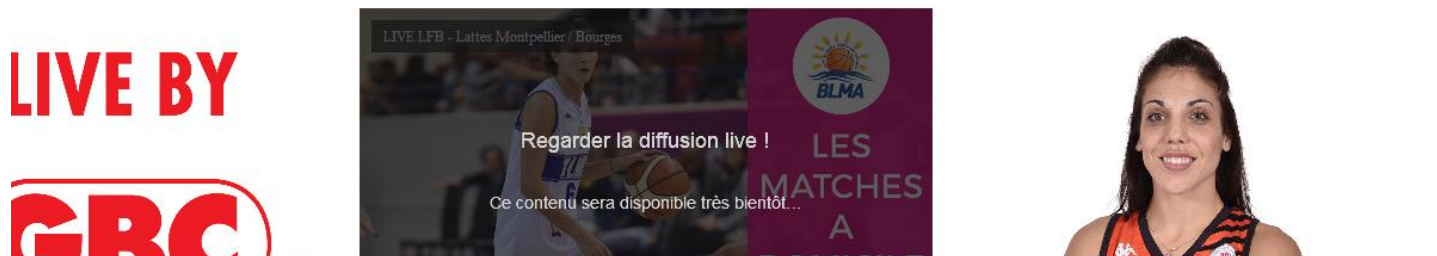 LIVE BY
GBC
LIVE LFB - Lattes Montpellier / Bourges
BLMA
Regarder la diffusion live !
LES
MATCHES
A
Ce contenu sera disponible très bientôt...
6